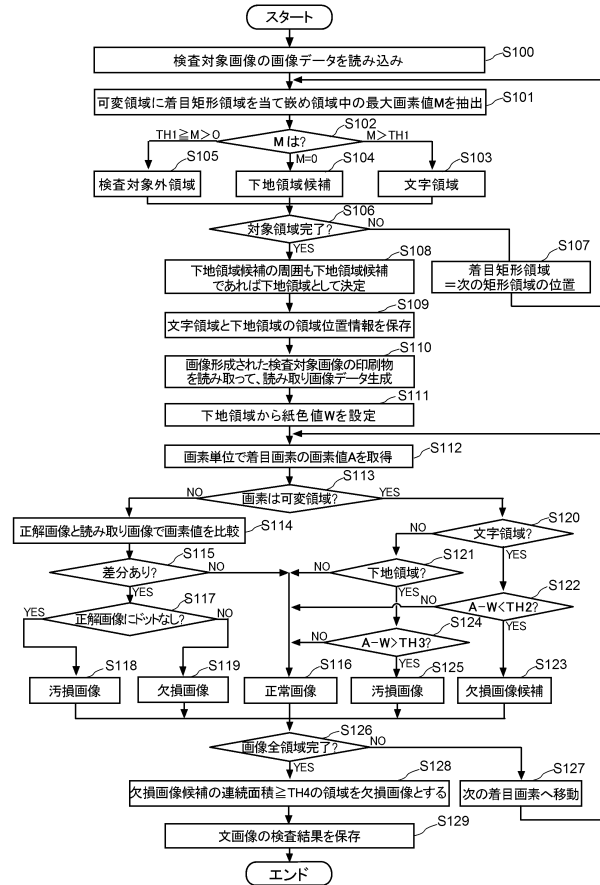 スタート
検査対象画像の画像データを読み込み
S100
可変領域に着目矩形領域を当て嵌め領域中の最大画素値Mを抽出
S101
S102
TH1≧M>0
Mは?
M>TH1
S105
M=0
S104
S103
検査対象外領域
下地領域候補
文字領域
S106
対象領域完了?
NO
YES
S108
S107
下地領域候補の周囲も下地領域候補
であれば下地領域として決定
着目矩形領域
=次の矩形領域の位置
S109
文字領域と下地領域の領域位置情報を保存
S110
画像形成された検査対象画像の印刷物
を読み取って、読み取り画像データ生成
S111
下地領域から紙色値Wを設定
S112
画素単位で着目画素の画素値Aを取得
S113
NO
画素は可変領域?
YES
正解画像と読み取り画像で画素値を比較
S114
S120
NO
文字領域?
YES
S115
差分あり?
NO
YES
S121
NO
下地領域?
YES
S122
NO
A-W<TH2?
YES
S117
YES
正解画像にドットなし?
NO
S124
NO
A-W>TH3?
YES
S118
S119
S116
S125
S123
汚損画像
欠損画像
正常画像
汚損画像
欠損画像候補
S126
画像全領域完了?
NO
YES
S128
S127
欠損画像候補の連続面積≧TH4の領域を欠損画像とする
次の着目画素へ移動
S129
文画像の検査結果を保存
エンド